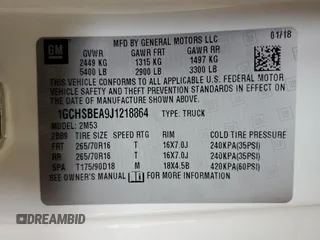 GM
MFD BY GENERAL MOTORS LLC 01/18
GVWR GAWR FRT GAWR RR
2449 KG 1315 KG 1497 KG
5400 LB 2900 LB 3300 LB
THIS VEHICLE CONFORMS TO ALL APPLICABLE U.S. FEDERAL MOTOR
VEHICLE SAFETY AND THEFT PREVENTION STANDARDS IN EFFECT ON
THE DATE OF MANUFACTURE SHOWN ABOVE.
1GCHSBEA9J1218864 TYPE: TRUCK
MODEL: 2M53
2889 TIRE SIZE SPEED RTG RIM COLD TIRE PRESSURE
FRT 265/70R16 T 16X7.0J 240KPA(35PSI)
RR 265/70R16 T 16X7.0J 240KPA(35PSI)
SPA T175/90D18 M 18X4.5B 420KPA(60PSI)
SEE OWNER'S MANUAL FOR MORE INFORMATION.
DREAMBID